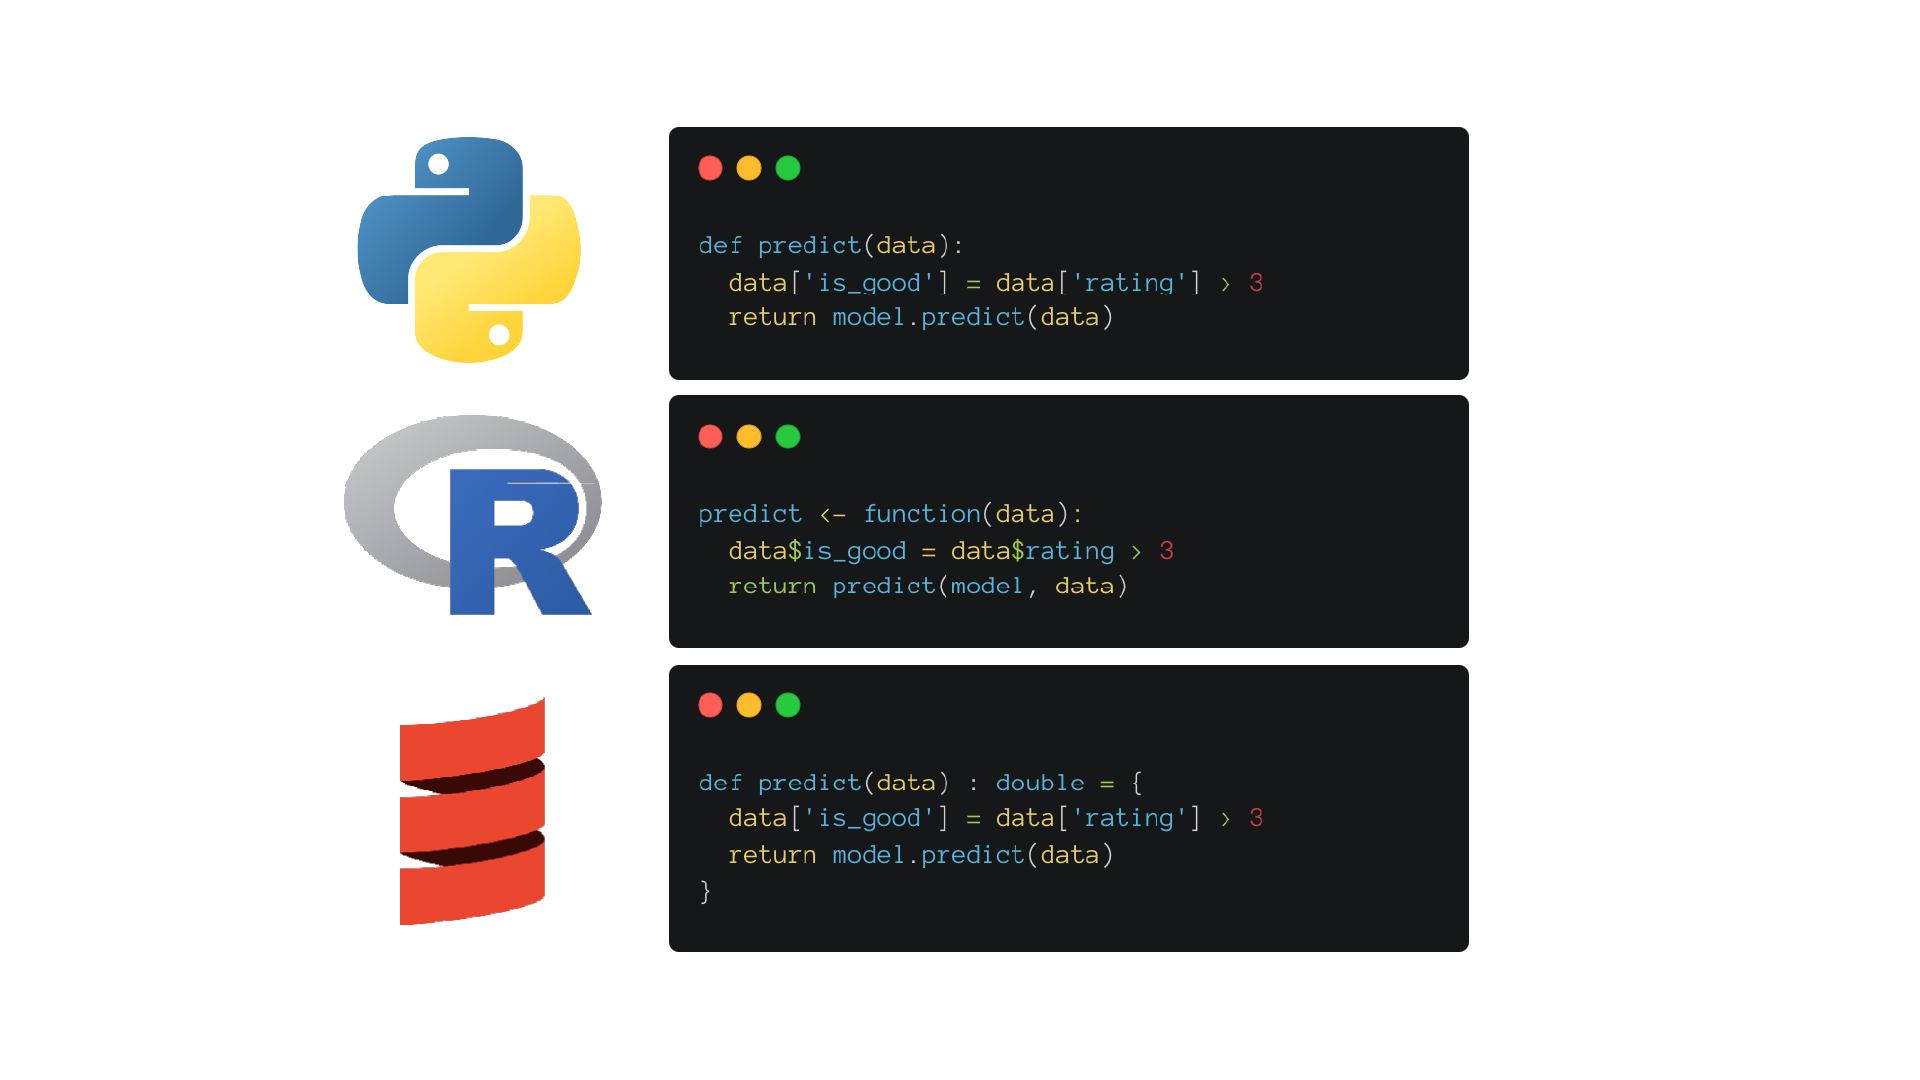 def predict(data):
  data['is_good'] = data['rating'] > 3
  return model.predict(data)
R
predict <- function(data):
  data$is_good = data$rating > 3
  return predict(model, data)
def predict(data) : double = {
  data['is_good'] = data['rating'] > 3
  return model.predict(data)
}